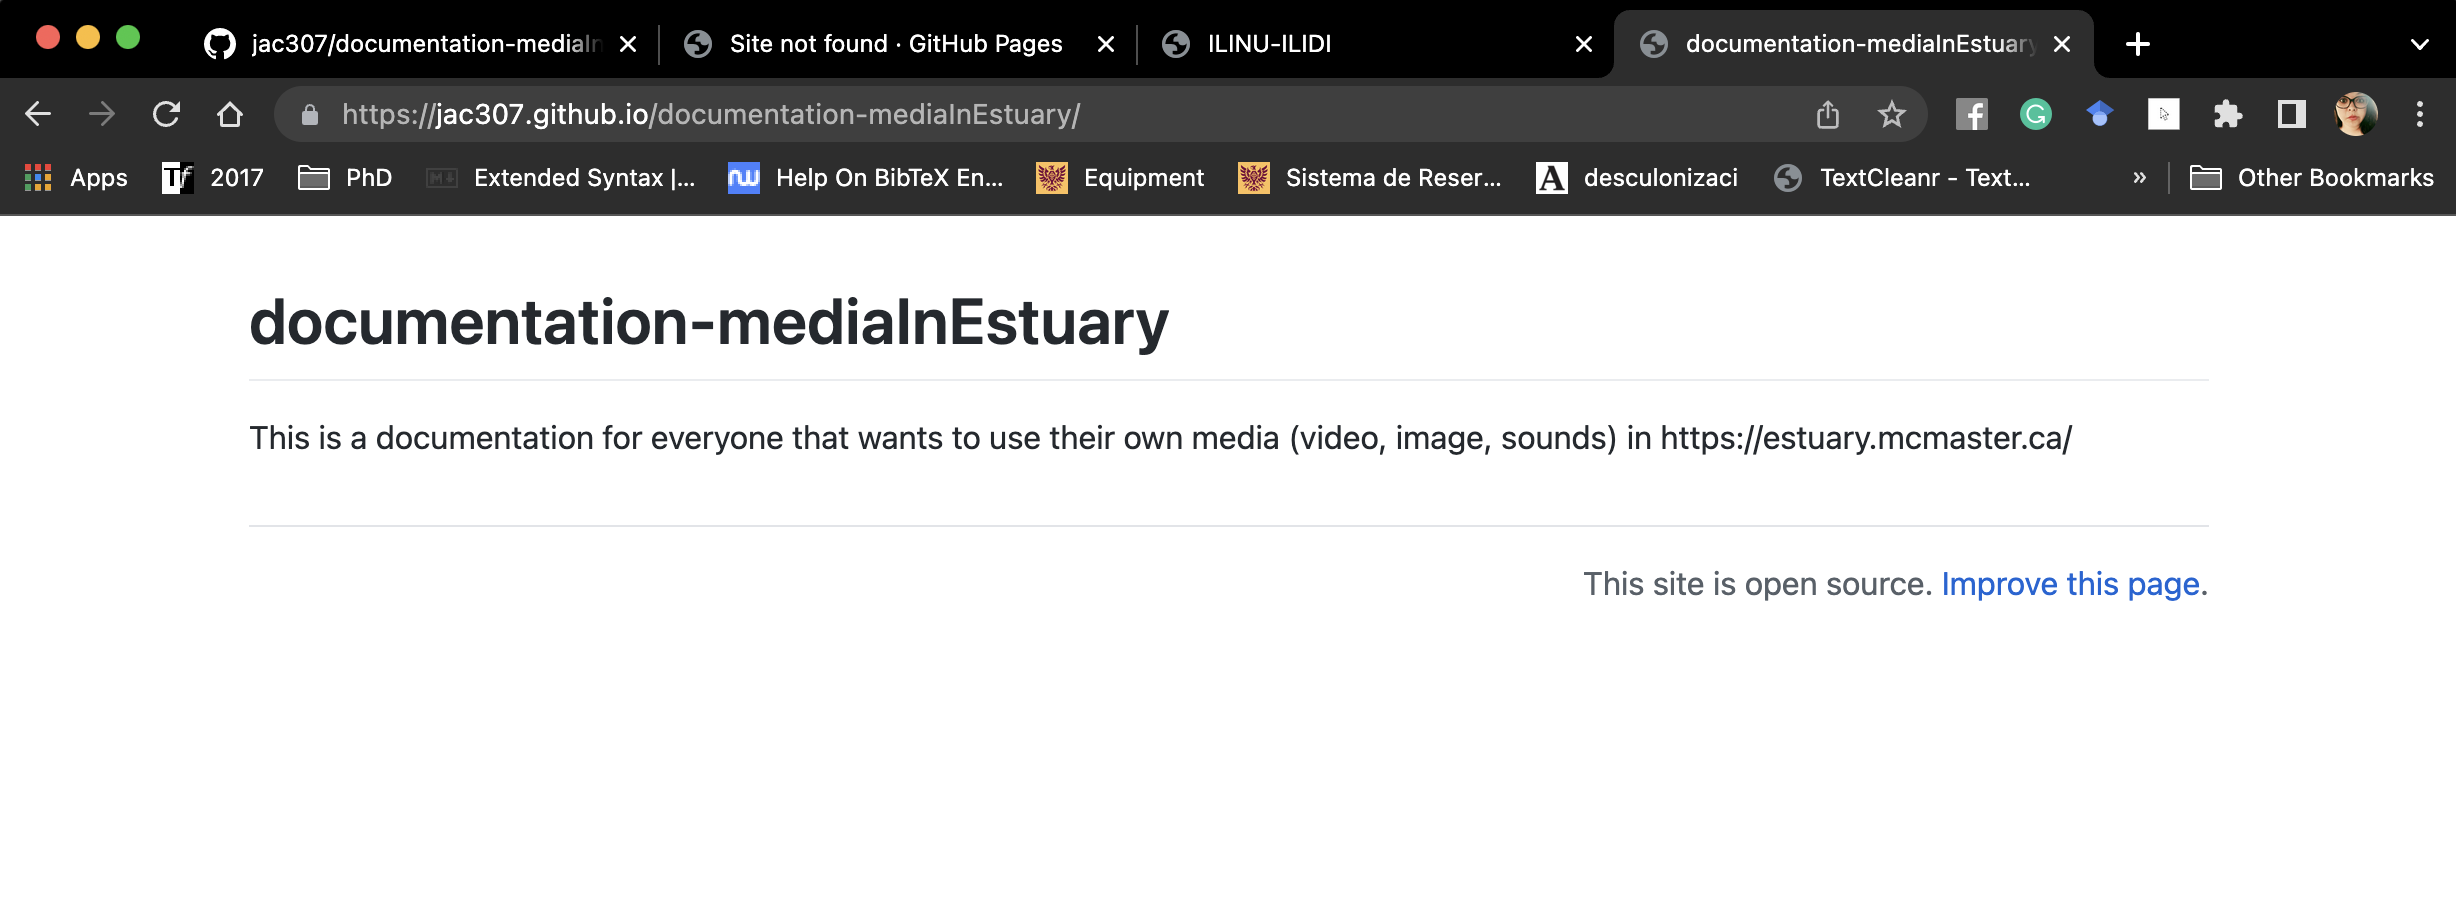 jac307/documentation-mediaIn
Site not found · GitHub Pages
ILINU-ILIDI
documentation-mediaInEstuary
https://jac307.github.io/documentation-mediaInEstuary/
Apps
Tf 2017
PhD
Extended Syntax |...
nw Help On BibTeX En...
Equipment
Sistema de Reser...
A desculonizaci
TextCleanr - Text...
»
Other Bookmarks
documentation-mediaInEstuary
This is a documentation for everyone that wants to use their own media (video, image, sounds) in https://estuary.mcmaster.ca/
This site is open source. Improve this page.